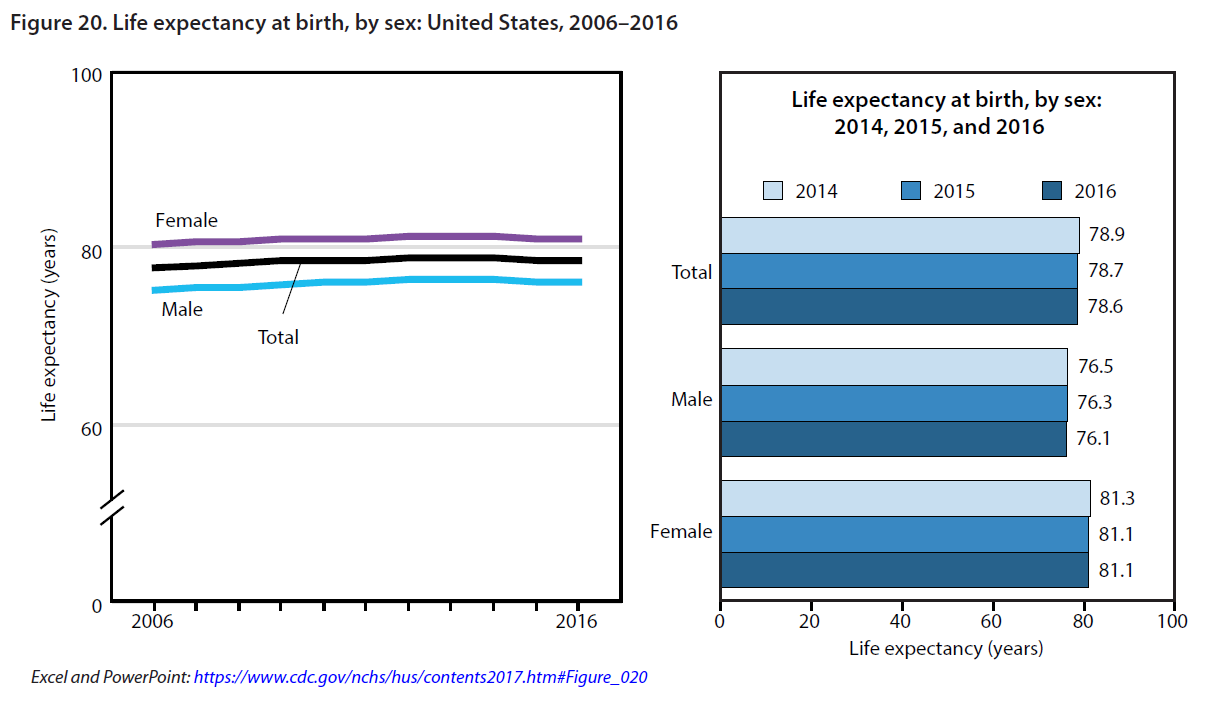 Figure 20. Life expectancy at birth, by sex: United States, 2006–2016
100
80
60
0
Life expectancy (years)
Female
Male
Total
2006
2016
Life expectancy at birth, by sex:
2014, 2015, and 2016
2014 2015 2016
Total
78.9
78.7
78.6
Male
76.5
76.3
76.1
Female
81.3
81.1
81.1
0 20 40 60 80 100
Life expectancy (years)
Excel and PowerPoint: https://www.cdc.gov/nchs/hus/contents2017.htm#Figure_020